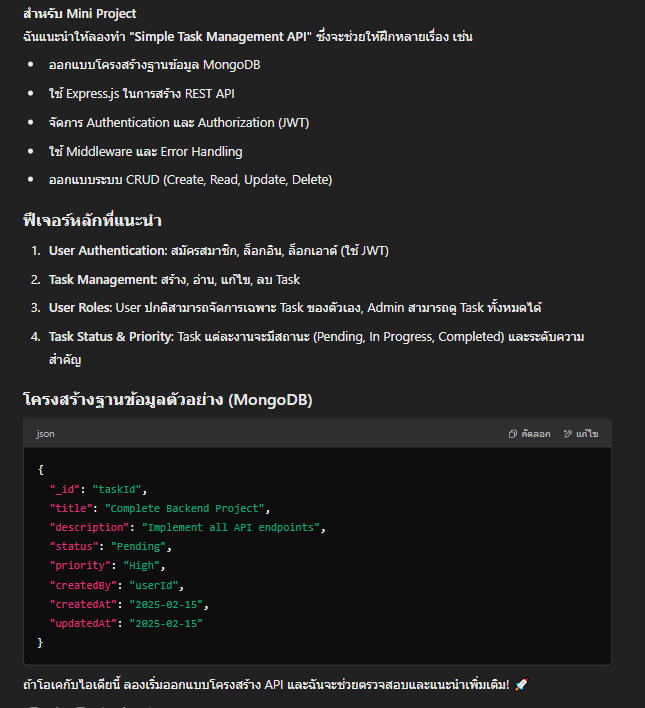 สำหรับ Mini Project
ฉันแนะนำให้ลองทำ "Simple Task Management API" ซึ่งจะช่วยให้ฝึกหลายเรื่อง เช่น
• ออกแบบโครงสร้างฐานข้อมูล MongoDB
• ใช้ Express.js ในการสร้าง REST API
• จัดการ Authentication และ Authorization (JWT)
• ใช้ Middleware และ Error Handling
• ออกแบบระบบ CRUD (Create, Read, Update, Delete)
ฟีเจอร์หลักที่แนะนำ
1. User Authentication: สมัครสมาชิก, ล็อกอิน, ล็อกเอาต์ (ใช้ JWT)
2. Task Management: สร้าง, อ่าน, แก้ไข, ลบ Task
3. User Roles: User ปกติสามารถจัดการเฉพาะ Task ของตัวเอง, Admin สามารถดู Task ทั้งหมดได้
4. Task Status & Priority: Task แต่ละงานจะมีสถานะ (Pending, In Progress, Completed) และระดับความ
สำคัญ
โครงสร้างฐานข้อมูลตัวอย่าง (MongoDB)
json คัดลอก แก้ไข
{
"_id": "taskId",
"title": "Complete Backend Project",
"description": "Implement all API endpoints",
"status": "Pending",
"priority": "High",
"createdBy": "userId",
"createdAt": "2025-02-15",
"updatedAt": "2025-02-15"
}
ถ้าโอเคกับไอเดียนี้ ลองเริ่มออกแบบโครงสร้าง API และฉันจะช่วยตรวจสอบและแนะนำเพิ่มเติม! 🚀